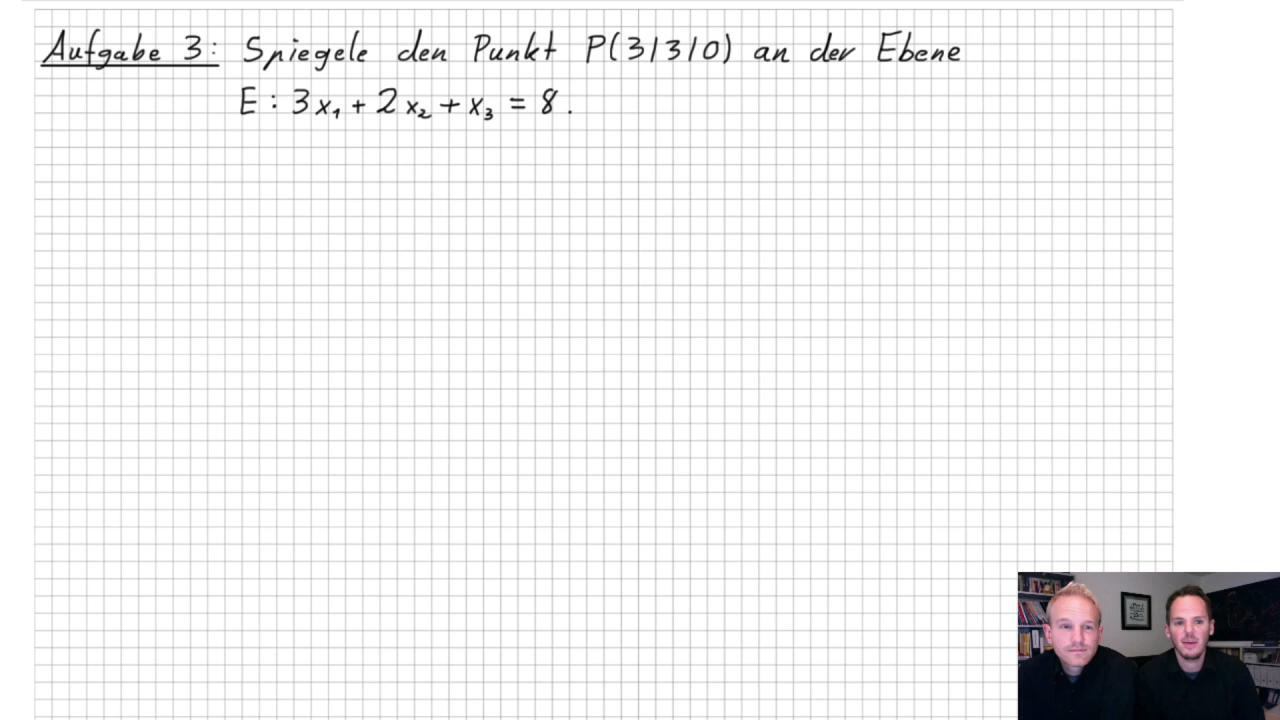 Aufgabe 3: Spiegele den Punkt P(3|3|0) an der Ebene
E: 3x₁ + 2x₂ + x₃ = 8.